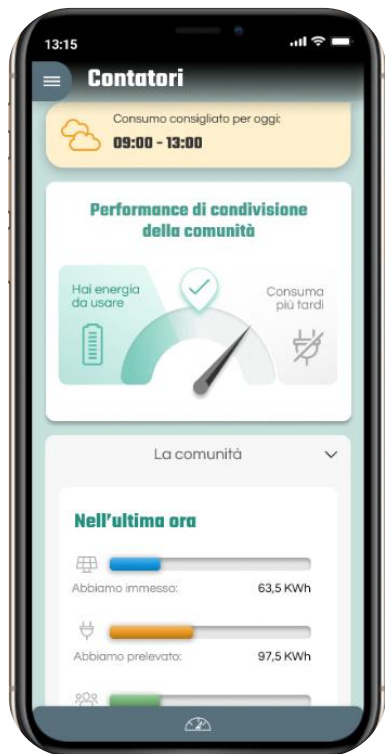 13:15
Contatori
Consumo consigliato per oggi:
09:00 - 13:00
Performance di condivisione
della comunità
Hai energia
da usare
Consuma
più tardi
La comunità
Nell'ultima ora
Abbiamo immesso: 63,5 KWh
Abbiamo prelevato: 97,5 KWh